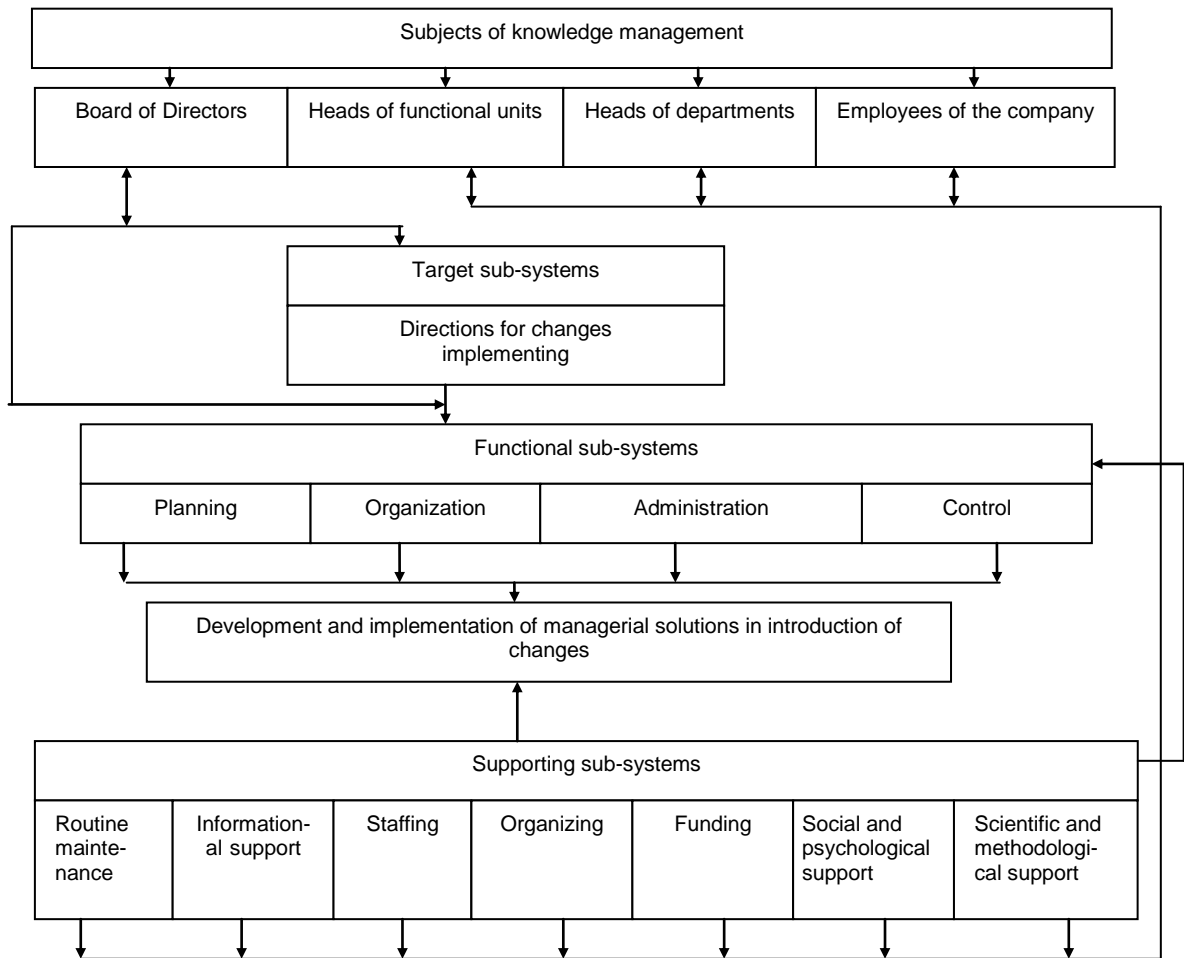 Subjects of knowledge management
Board of Directors
Heads of functional units
Heads of departments
Employees of the company
Target sub-systems
Directions for changes
implementing
Functional sub-systems
Planning
Organization
Administration
Control
Development and implementation of managerial solutions in introduction of
changes
Supporting sub-systems
Routine
mainte-
nance
Information-
al support
Staffing
Organizing
Funding
Social and
psychological
support
Scientific and
methodologi-
cal support